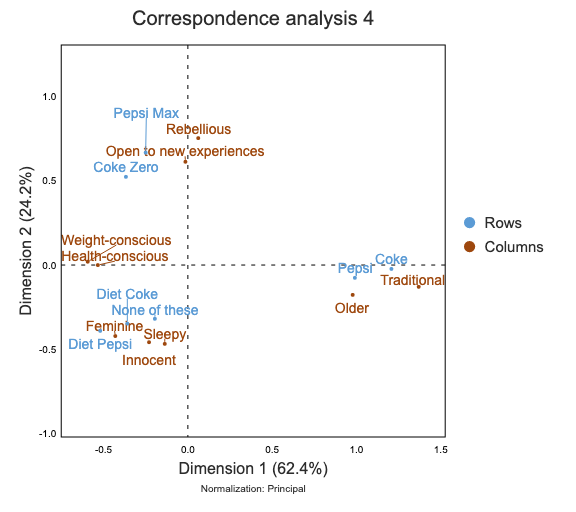 Correspondence analysis 4
1.0
0.5
0.0
-0.5
-1.0
Dimension 2 (24.2%)
Pepsi Max
Rebellious
Open to new experiences
Coke Zero
Weight-conscious
Health-conscious
Coke
Pepsi
Traditional
Older
Diet Coke
None of these
Feminine
Sleepy
Diet Pepsi
Innocent
Rows
Columns
-0.5
0.0
0.5
1.0
1.5
Dimension 1 (62.4%)
Normalization: Principal